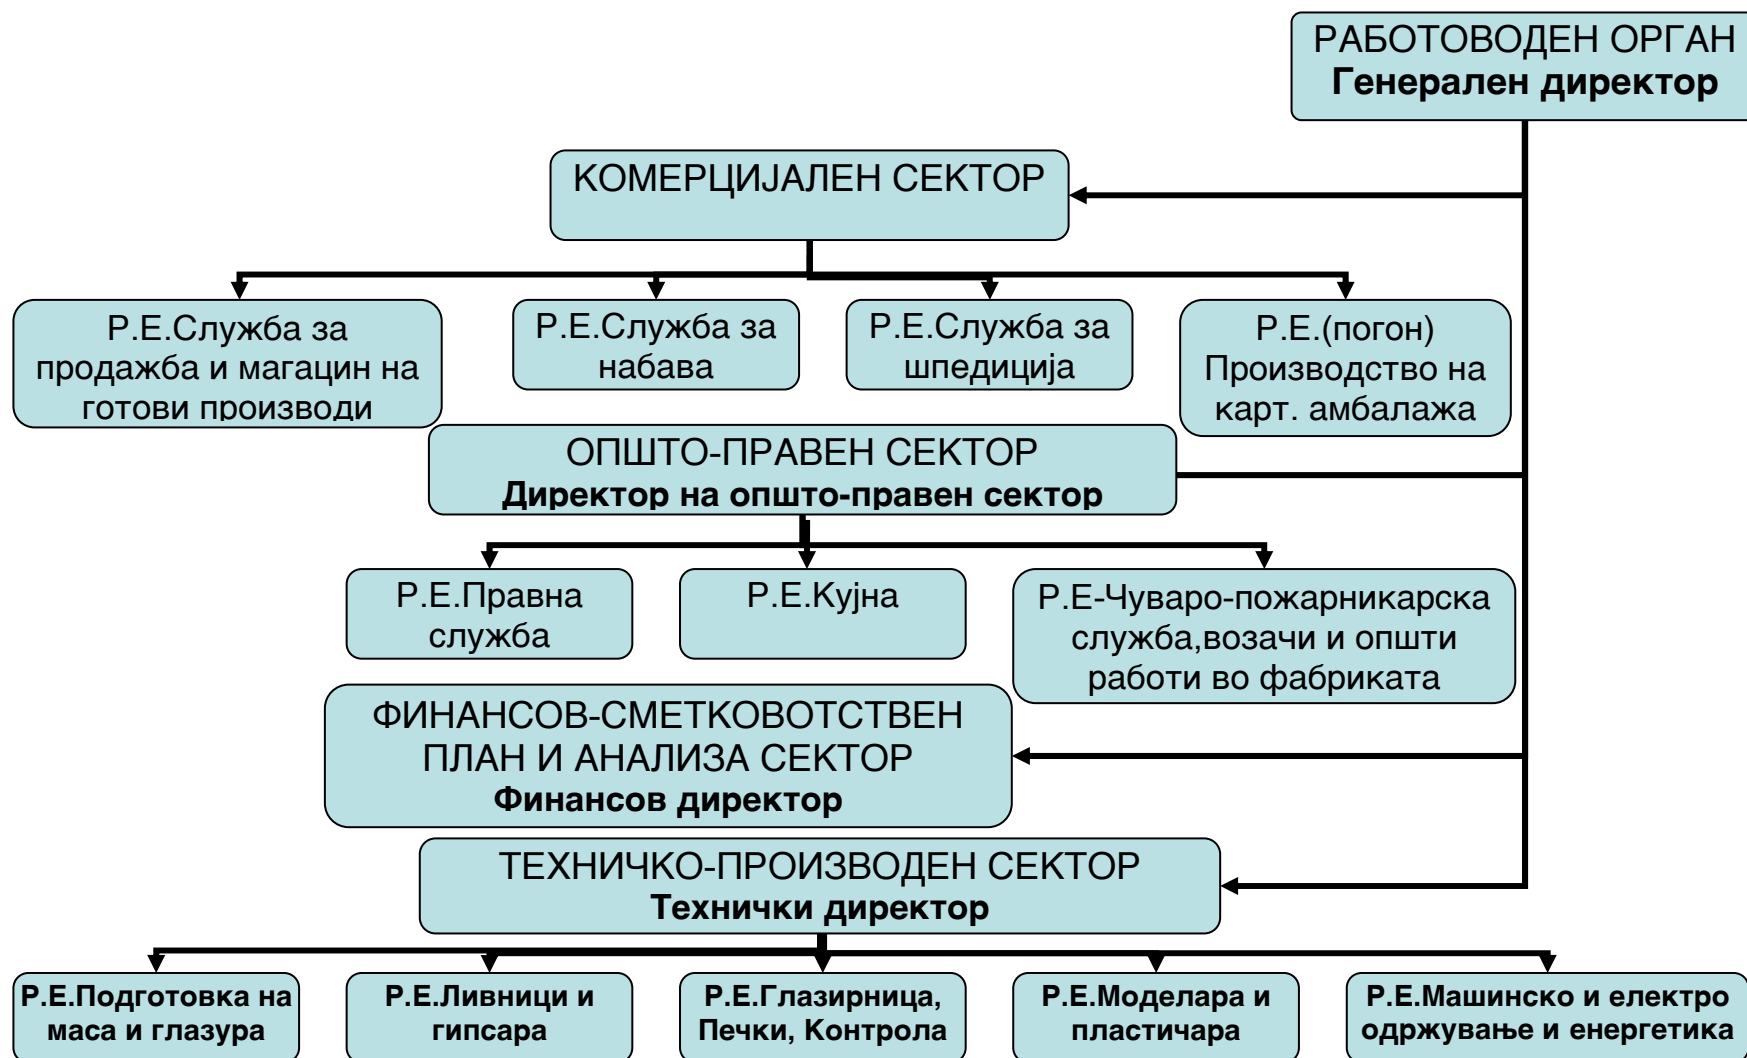 РАБОТОВОДЕН ОРГАН
Генерален директор
КОМЕРЦИЈАЛЕН СЕКТОР
Р.Е.Служба за
продажба и магацин на
готови производи
Р.Е.Служба за
набава
Р.Е.Служба за
шпедиција
Р.Е.(погон)
Производство на
карт. амбалажа
ОПШТО-ПРАВЕН СЕКТОР
Директор на општо-правен сектор
Р.Е.Правна
служба
Р.Е.Кујна
Р.Е-Чуваро-пожарникарска
служба,возачи и општи
работи во фабриката
ФИНАНСОВ-СМЕТКОВОТСТВЕН
ПЛАН И АНАЛИЗА СЕКТОР
Финансов директор
ТЕХНИЧКО-ПРОИЗВОДЕН СЕКТОР
Технички директор
Р.Е.Подготовка на
маса и глазура
Р.Е.Ливници и
гипсара
Р.Е.Глазирница,
Печки, Контрола
Р.Е.Моделара и
пластичара
Р.Е.Машинско и електро
одржување и енергетика